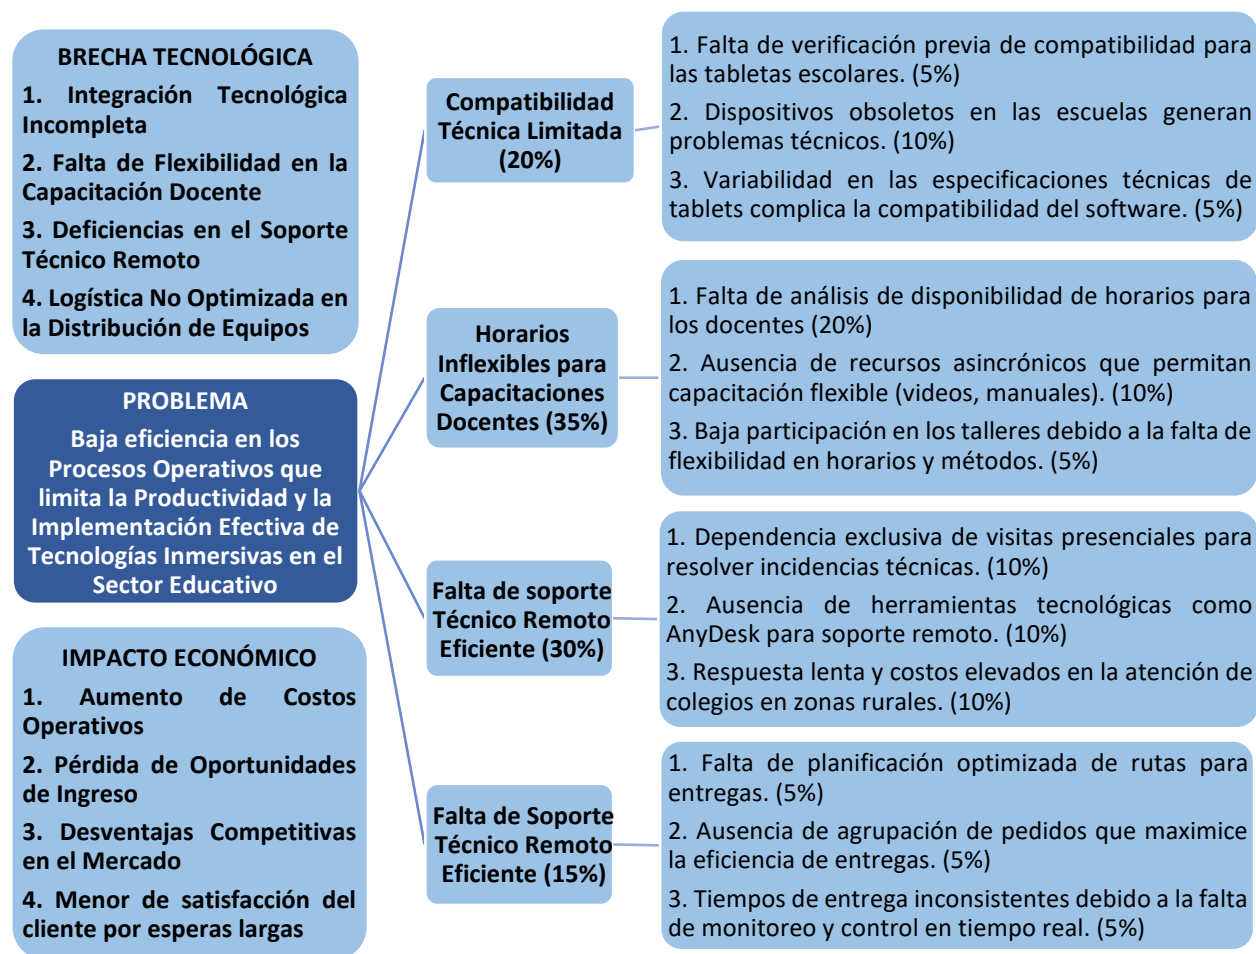 BRECHA TECNOLÓGICA
1. Integración Tecnológica
Incompleta
2. Falta de Flexibilidad en la
Capacitación Docente
3. Deficiencias en el Soporte
Técnico Remoto
4. Logística No Optimizada en
la Distribución de Equipos
PROBLEMA
Baja eficiencia en los
Procesos Operativos que
limita la Productividad y la
Implementación Efectiva de
Tecnologías Inmersivas en el
Sector Educativo
IMPACTO ECONÓMICO
1. Aumento de Costos
Operativos
2. Pérdida de Oportunidades
de Ingreso
3. Desventajas Competitivas
en el Mercado
4. Menor de satisfacción del
cliente por esperas largas
Compatibilidad
Técnica Limitada
(20%)
1. Falta de verificación previa de compatibilidad para
las tabletas escolares. (5%)
2. Dispositivos obsoletos en las escuelas generan
problemas técnicos. (10%)
3. Variabilidad en las especificaciones técnicas de
tablets complica la compatibilidad del software. (5%)
Horarios
Inflexibles para
Capacitaciones
Docentes (35%)
1. Falta de análisis de disponibilidad de horarios para
los docentes (20%)
2. Ausencia de recursos asincrónicos que permitan
capacitación flexible (videos, manuales). (10%)
3. Baja participación en los talleres debido a la falta de
flexibilidad en horarios y métodos. (5%)
Falta de soporte
Técnico Remoto
Eficiente (30%)
1. Dependencia exclusiva de visitas presenciales para
resolver incidencias técnicas. (10%)
2. Ausencia de herramientas tecnológicas como
AnyDesk para soporte remoto. (10%)
3. Respuesta lenta y costos elevados en la atención de
colegios en zonas rurales. (10%)
Falta de Soporte
Técnico Remoto
Eficiente (15%)
1. Falta de planificación optimizada de rutas para
entregas. (5%)
2. Ausencia de agrupación de pedidos que maximice
la eficiencia de entregas. (5%)
3. Tiempos de entrega inconsistentes debido a la falta
de monitoreo y control en tiempo real. (5%)